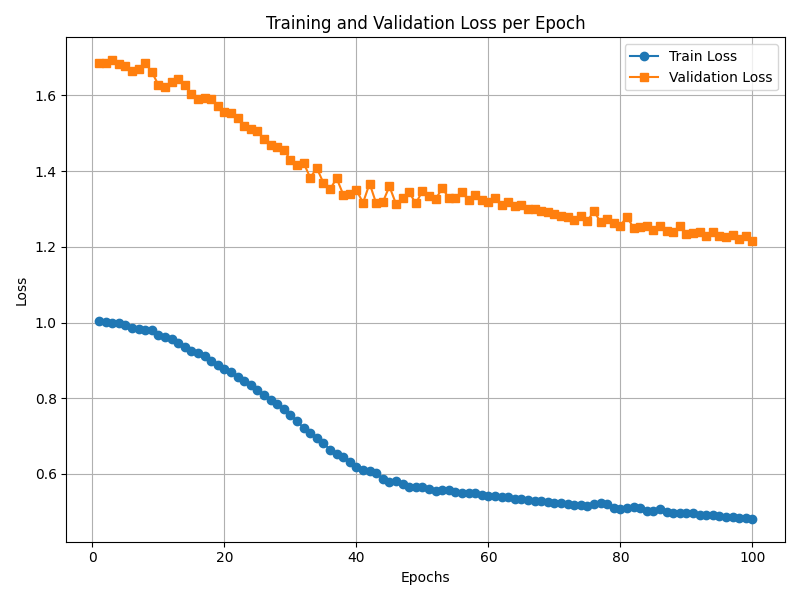 Training and Validation Loss per Epoch
Train Loss
Validation Loss
1.6
1.4
1.2
1.0
0.8
0.6
Loss
0
20
40
60
80
100
Epochs